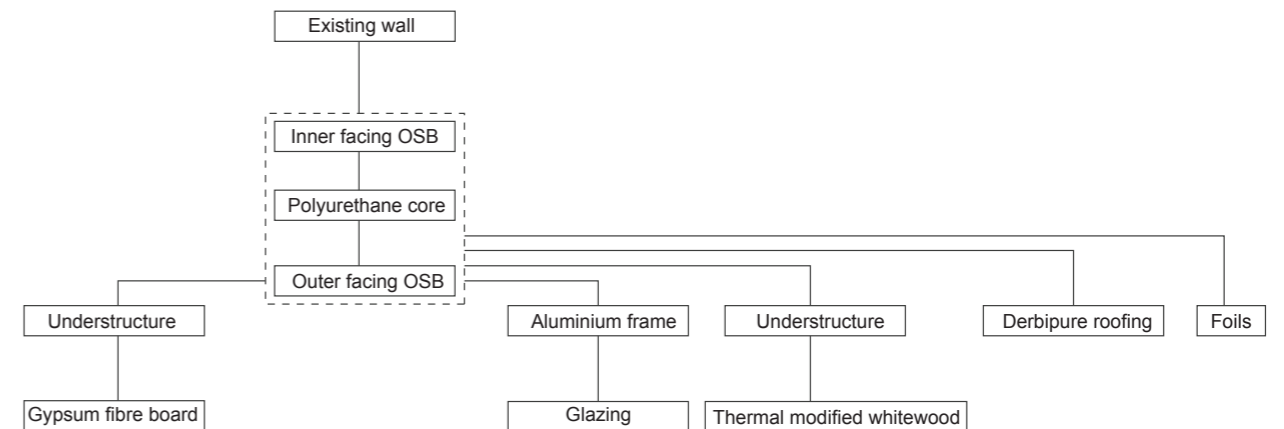 Existing wall
Inner facing OSB
Polyurethane core
Outer facing OSB
Understructure
Aluminium frame
Understructure
Derbipure roofing
Foils
Gypsum fibre board
Glazing
Thermal modified whitewood